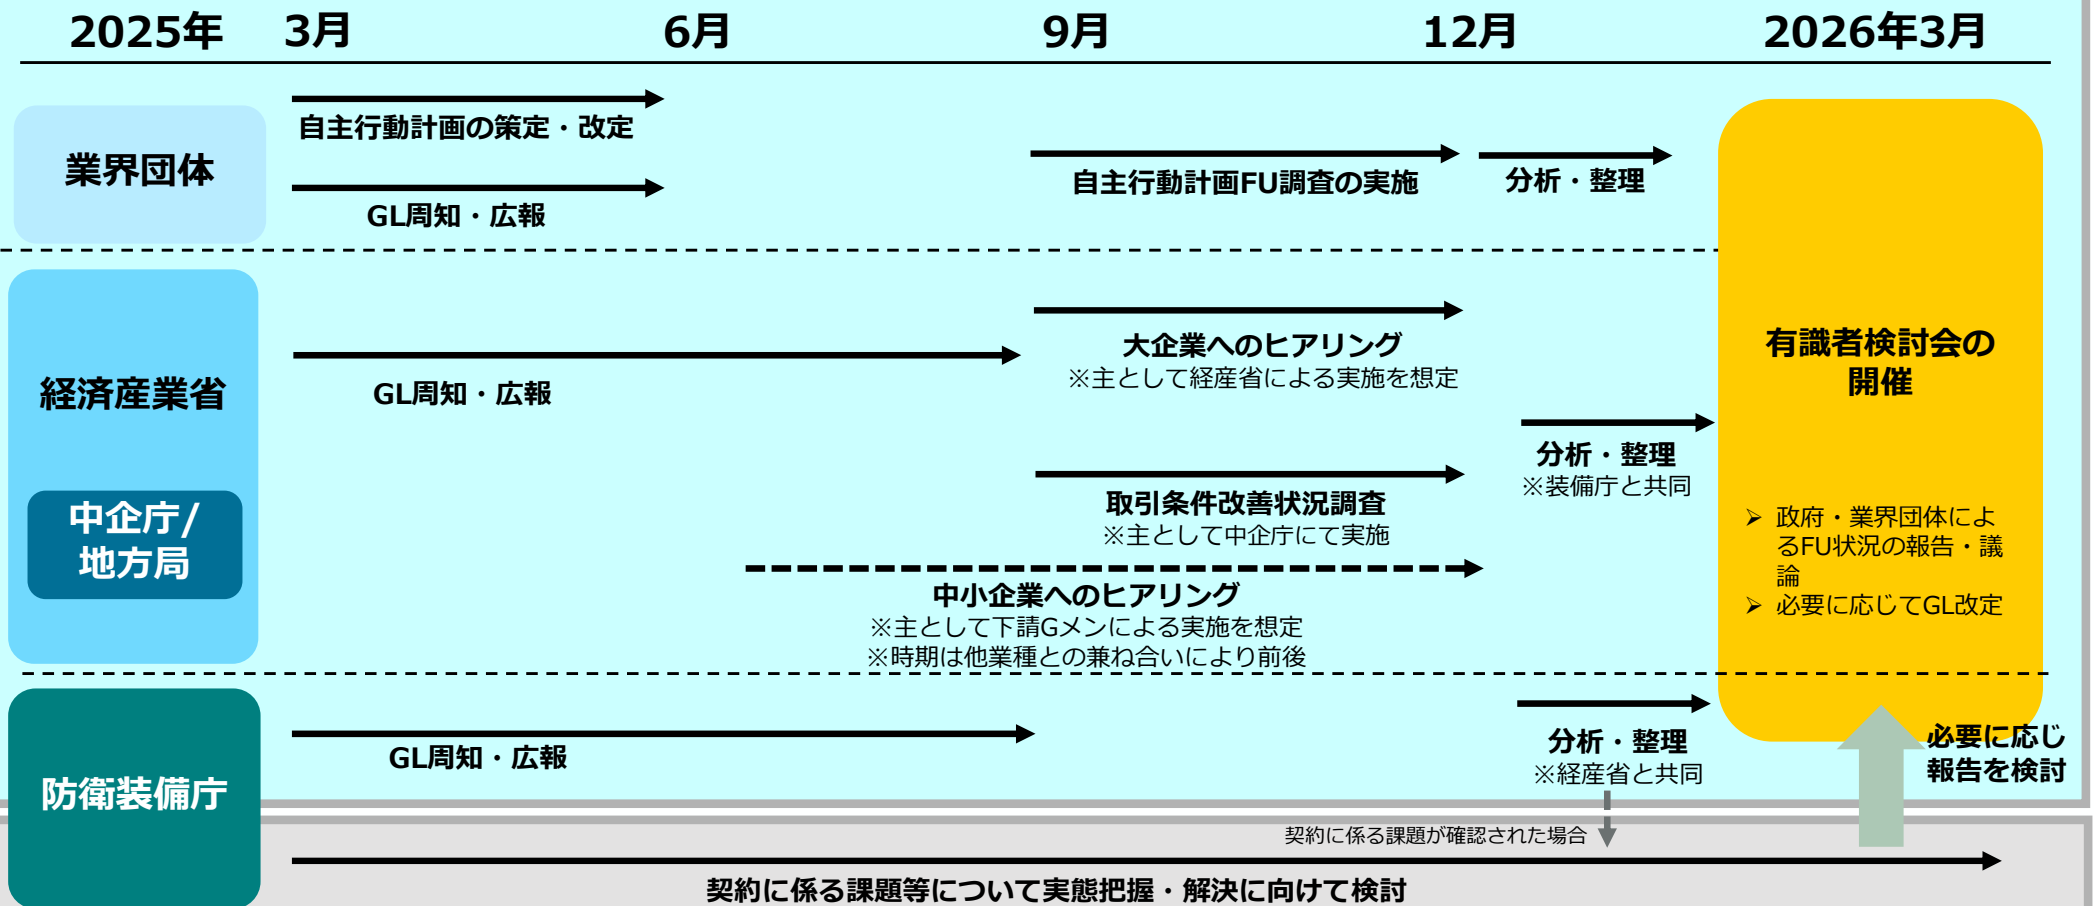 2025年 3月 6月 9月 12月 2026年3月
業界団体
自主行動計画の策定・改定
GL周知・広報
自主行動計画FU調査の実施
分析・整理
経済産業省
中企庁/
地方局
GL周知・広報
大企業へのヒアリング
※主として経産省による実施を想定
取引条件改善状況調査
※主として中企庁にて実施
中小企業へのヒアリング
※主として下請Gメンによる実施を想定
※時期は他業種との兼ね合いにより前後
分析・整理
※装備庁と共同
有識者検討会の
開催
➢ 政府・業界団体によ
るFU状況の報告・議
論
➢ 必要に応じてGL改定
防衛装備庁
GL周知・広報
分析・整理
※経産省と共同
必要に応じ
報告を検討
契約に係る課題が確認された場合
契約に係る課題等について実態把握・解決に向けて検討